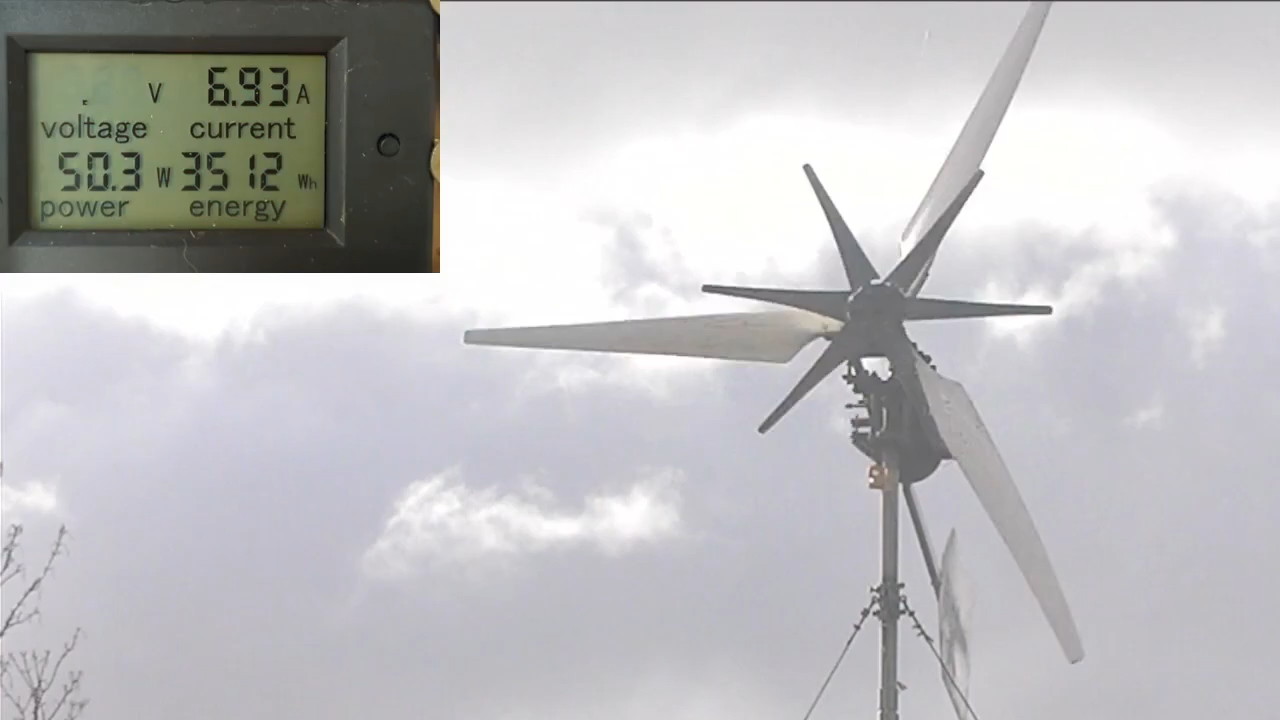 V 6.93 A
voltage current
50.3 W 3512 Wh
power energy